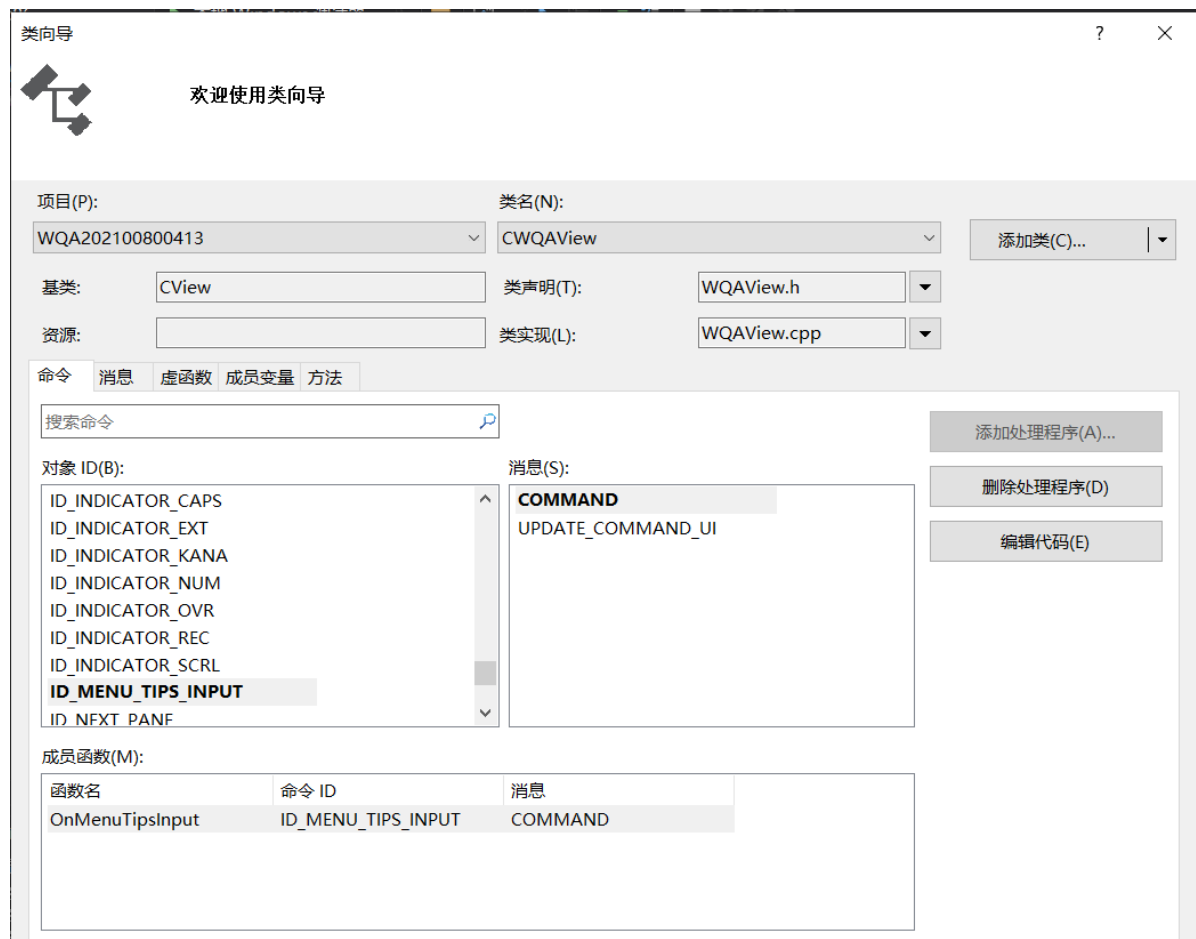 类向导 ?
欢迎使用类向导
项目(P): 类名(N):
WQA202100800413 CWQAView 添加类(C)...
基类: CView 类声明(T): WQAView.h
资源: 类实现(L): WQAView.cpp
命令 消息 虚函数 成员变量 方法
搜索命令 添加处理程序(A)...
对象 ID(B): 消息(S):
ID_INDICATOR_CAPS COMMAND 删除处理程序(D)
ID_INDICATOR_EXT UPDATE_COMMAND_UI 编辑代码(E)
ID_INDICATOR_KANA
ID_INDICATOR_NUM
ID_INDICATOR_OVR
ID_INDICATOR_REC
ID_INDICATOR_SCRL
ID_MENU_TIPS_INPUT
ID_NEXT_PANE
成员函数(M):
函数名 命令 ID 消息
OnMenuTipsInput ID_MENU_TIPS_INPUT COMMAND